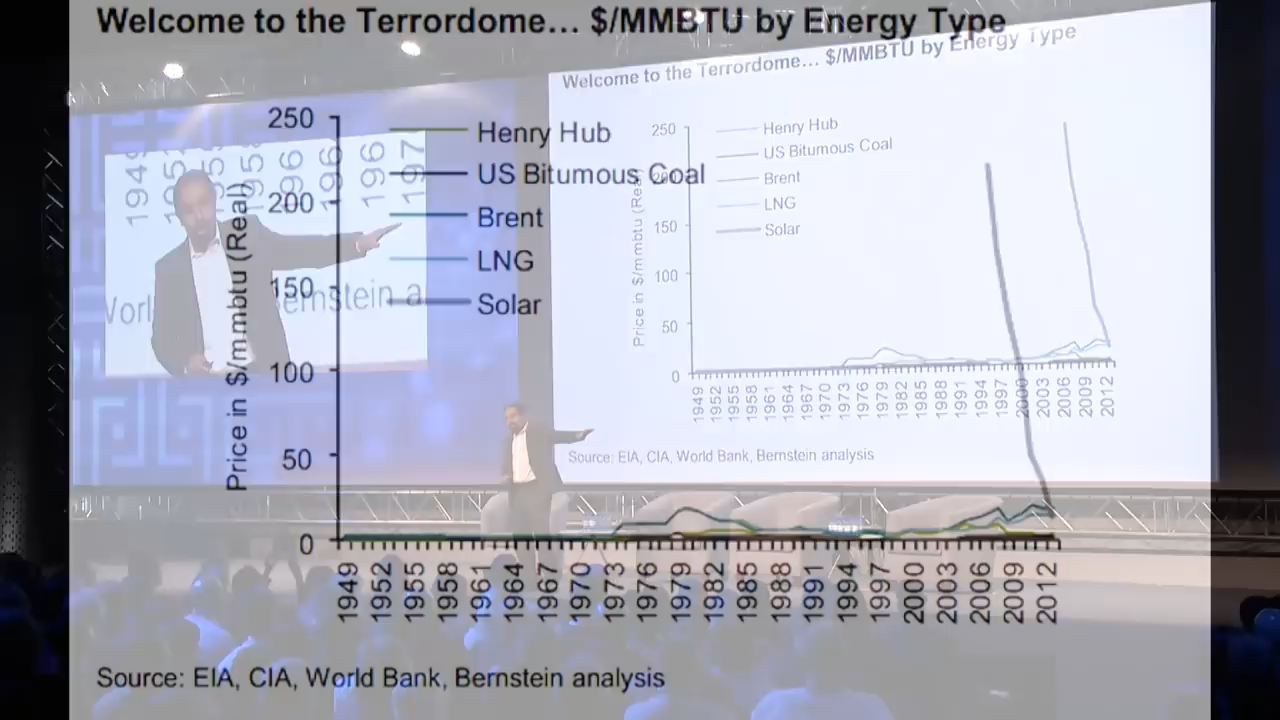 Welcome to the Terrordome... $/MMBTU by Energy Type
250
200
150
100
50
0
Price in $/mmbtu (Real)
Henry Hub
US Bitumous Coal
Brent
LNG
Solar
1949 1952 1955 1958 1961 1964 1967 1970 1973 1976 1979 1982 1985 1988 1991 1994 1997 2000 2003 2006 2009 2012
Source: EIA, CIA, World Bank, Bernstein analysis
Welcome to the Terrordome... $/MMBTU by Energy Type
250
150
100
50
0
Price in $/mmbtu (Real
Henry Hub
US Bitumous Coal
Brent
LNG
Solar
1949 1952 1955 1958 1961 1964 1967 1970 1973 1976 1979 1982 1985 1988 1991 1994 1997 2000 2003 2006 2009 2012
Source: EIA, CIA, World Bank, Bernstein analysis
ernstein a